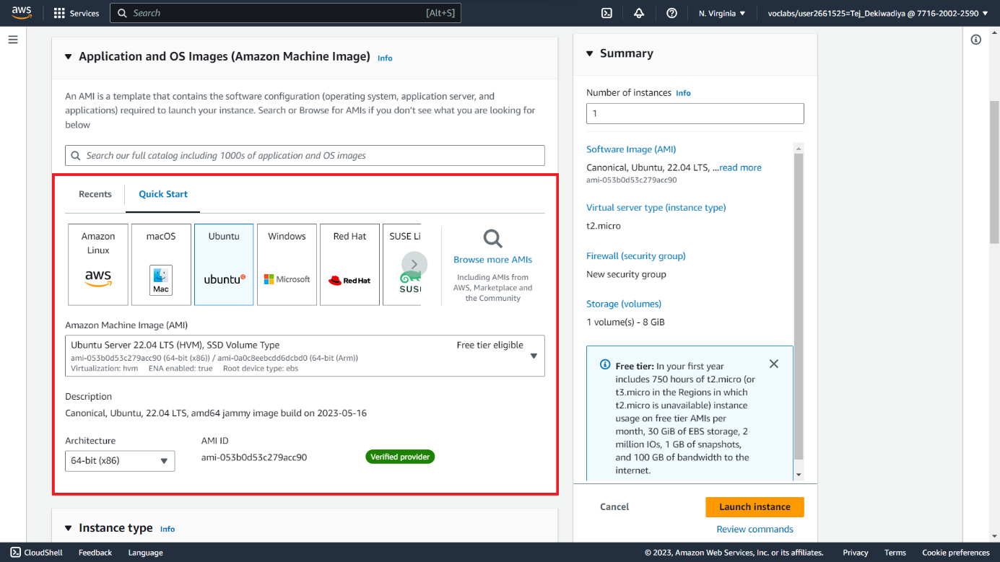 aws
Services
Search
[Alt+S]
N. Virginia
voclabs/user2661525=Tej_Dekiwadiya @ 7716-2002-2590
Application and OS Images (Amazon Machine Image) Info
An AMI is a template that contains the software configuration (operating system, application server, and
applications) required to launch your instance. Search or Browse for AMIs if you don't see what you are looking for
below
Search our full catalog including 1000s of application and OS images
Recents
Quick Start
Amazon
Linux
aws
macOS
Mac
Ubuntu
ubuntu
Windows
Microsoft
Red Hat
Red Hat
SUSE Li
SUS
Browse more AMIs
Including AMIs from
AWS, Marketplace and
the Community
Amazon Machine Image (AMI)
Ubuntu Server 22.04 LTS (HVM), SSD Volume Type
Free tier eligible
ami-053b0d53c279acc90 (64-bit (x86)) / ami-0a0c8eebcdd6dcbd0 (64-bit (Arm))
Virtualization: hvm ENA enabled: true Root device type: ebs
Description
Canonical, Ubuntu, 22.04 LTS, amd64 jammy image build on 2023-05-16
Architecture
64-bit (x86)
AMI ID
ami-053b0d53c279acc90
Verified provider
Instance type Info
Summary
Number of instances Info
1
Software Image (AMI)
Canonical, Ubuntu, 22.04 LTS, ...read more
ami-053b0d53c279acc90
Virtual server type (instance type)
t2.micro
Firewall (security group)
New security group
Storage (volumes)
1 volume(s) - 8 GiB
Free tier: In your first year
includes 750 hours of t2.micro (or
t3.micro in the Regions in which
t2.micro is unavailable) instance
usage on free tier AMIs per
month, 30 GiB of EBS storage, 2
million IOs, 1 GB of snapshots,
and 100 GB of bandwidth to the
internet.
Cancel
Launch instance
Review commands
CloudShell
Feedback
Language
© 2023, Amazon Web Services, Inc. or its affiliates.
Privacy
Terms
Cookie preferences